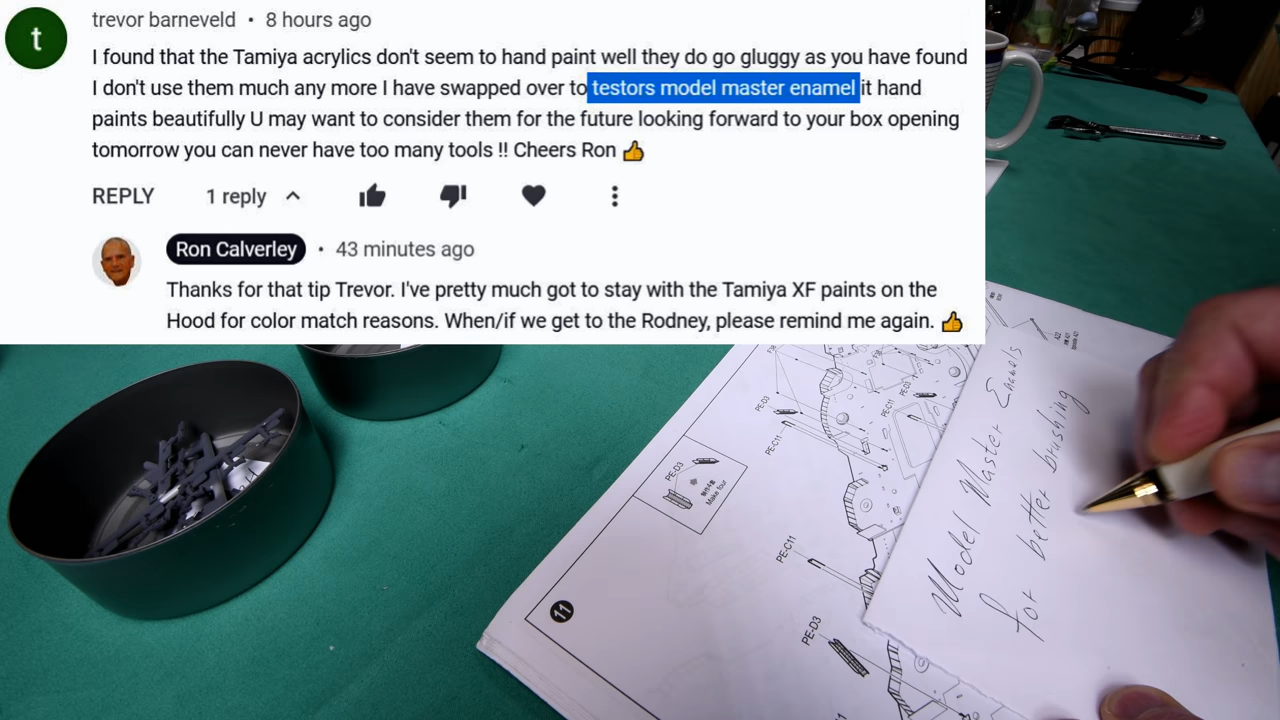 t
trevor barneveld • 8 hours ago
I found that the Tamiya acrylics don't seem to hand paint well they do go gluggy as you have found
I don't use them much any more I have swapped over to testors model master enamel it hand
paints beautifully U may want to consider them for the future looking forward to your box opening
tomorrow you can never have too many tools !! Cheers Ron 👍
REPLY 1 reply
Ron Calverley • 43 minutes ago
Thanks for that tip Trevor. I've pretty much got to stay with the Tamiya XF paints on the
Hood for color match reasons. When/if we get to the Rodney, please remind me again. 👍
PE-D3
PE-C11
PE-C11
PE-D3
PE-D3
Make four
PE-C11
11
PE-D3
Model Master Enamels
for better brushing